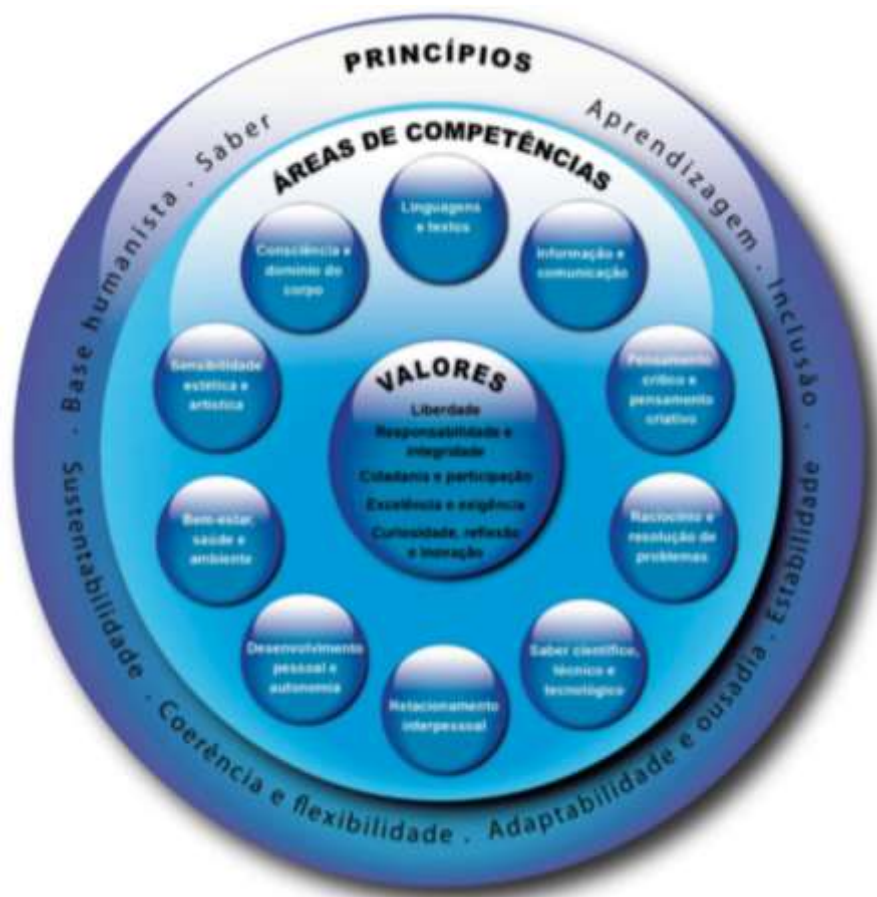 PRINCÍPIOS
Base humanista . Saber
Aprendizagem . Inclusão .
Estabilidade
Adaptabilidade e ousadia .
Coerência e flexibilidade .
Sustentabilidade .
ÁREAS DE COMPETÊNCIAS
Linguagens
e textos
Informação e
comunicação
Pensamento
crítico e
pensamento
criativo
Raciocínio e
resolução de
problemas
Saber científico,
técnico e
tecnológico
Relacionamento
interpessoal
Desenvolvimento
pessoal e
autonomia
Bem-estar,
saúde e
ambiente
Sensibilidade
estética e
artística
Consciência e
domínio do
corpo
VALORES
Liberdade
Responsabilidade e
integridade
Cidadania e participação
Excelência e exigência
Curiosidade, reflexão
e inovação